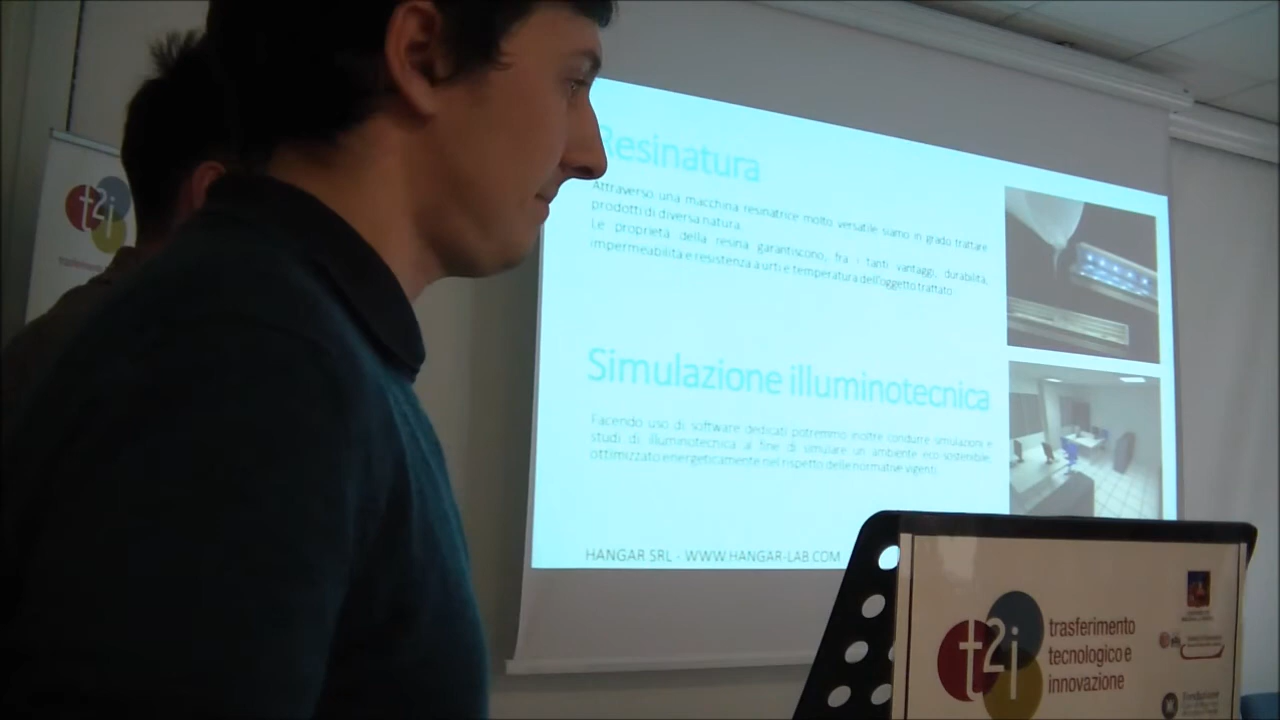 t2i
Resinatura
Attraverso una macchina resinatrice molto versatile siamo in grado trattare
prodotti di diversa natura.
Le proprietà della resina garantiscono, fra i tanti vantaggi, durabilità,
impermeabilità e resistenza a urti e temperatura dell'oggetto trattato.
Simulazione illuminotecnica
Facendo uso di software dedicati potremmo inoltre condurre simulazioni e
studi di illuminotecnica al fine di simulare un ambiente eco-sostenibile,
ottimizzato energeticamente nel rispetto delle normative vigenti.
HANGAR SRL - WWW.HANGAR-LAB.COM
t2i
trasferimento
tecnologico e
innovazione
Fondazione